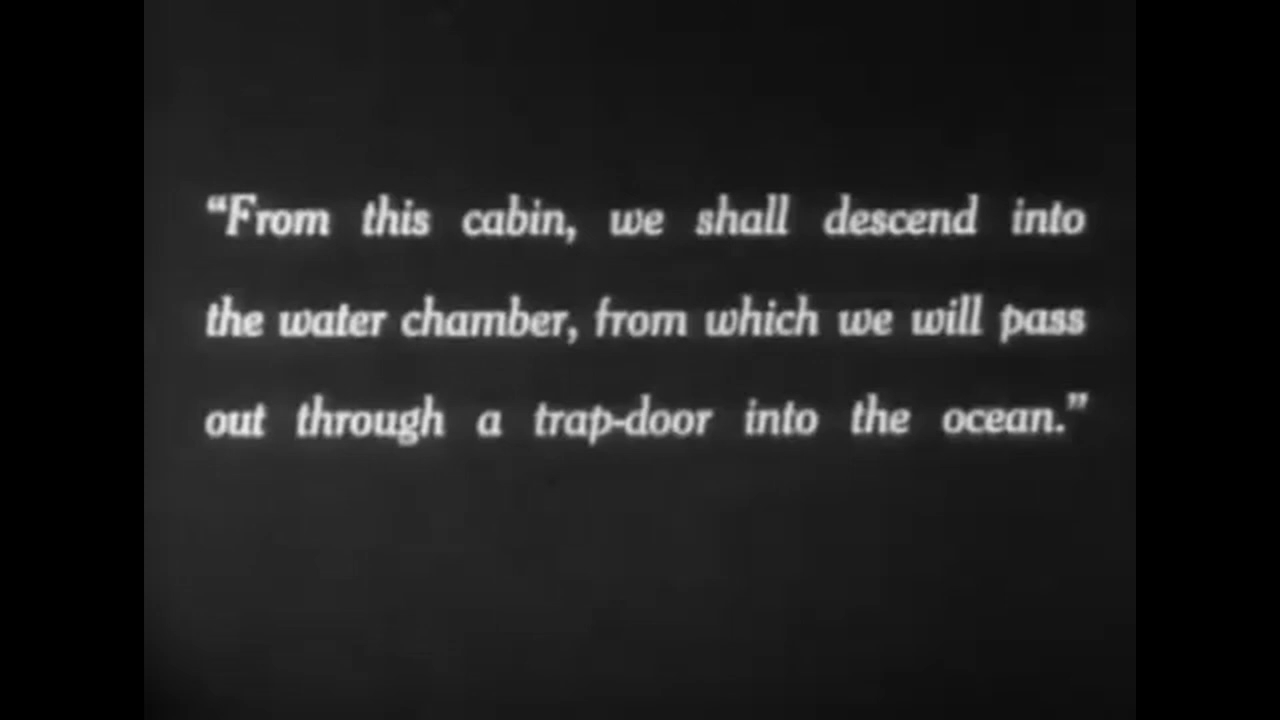 “From this cabin, we shall descend into
the water chamber, from which we will pass
out through a trap-door into the ocean.”